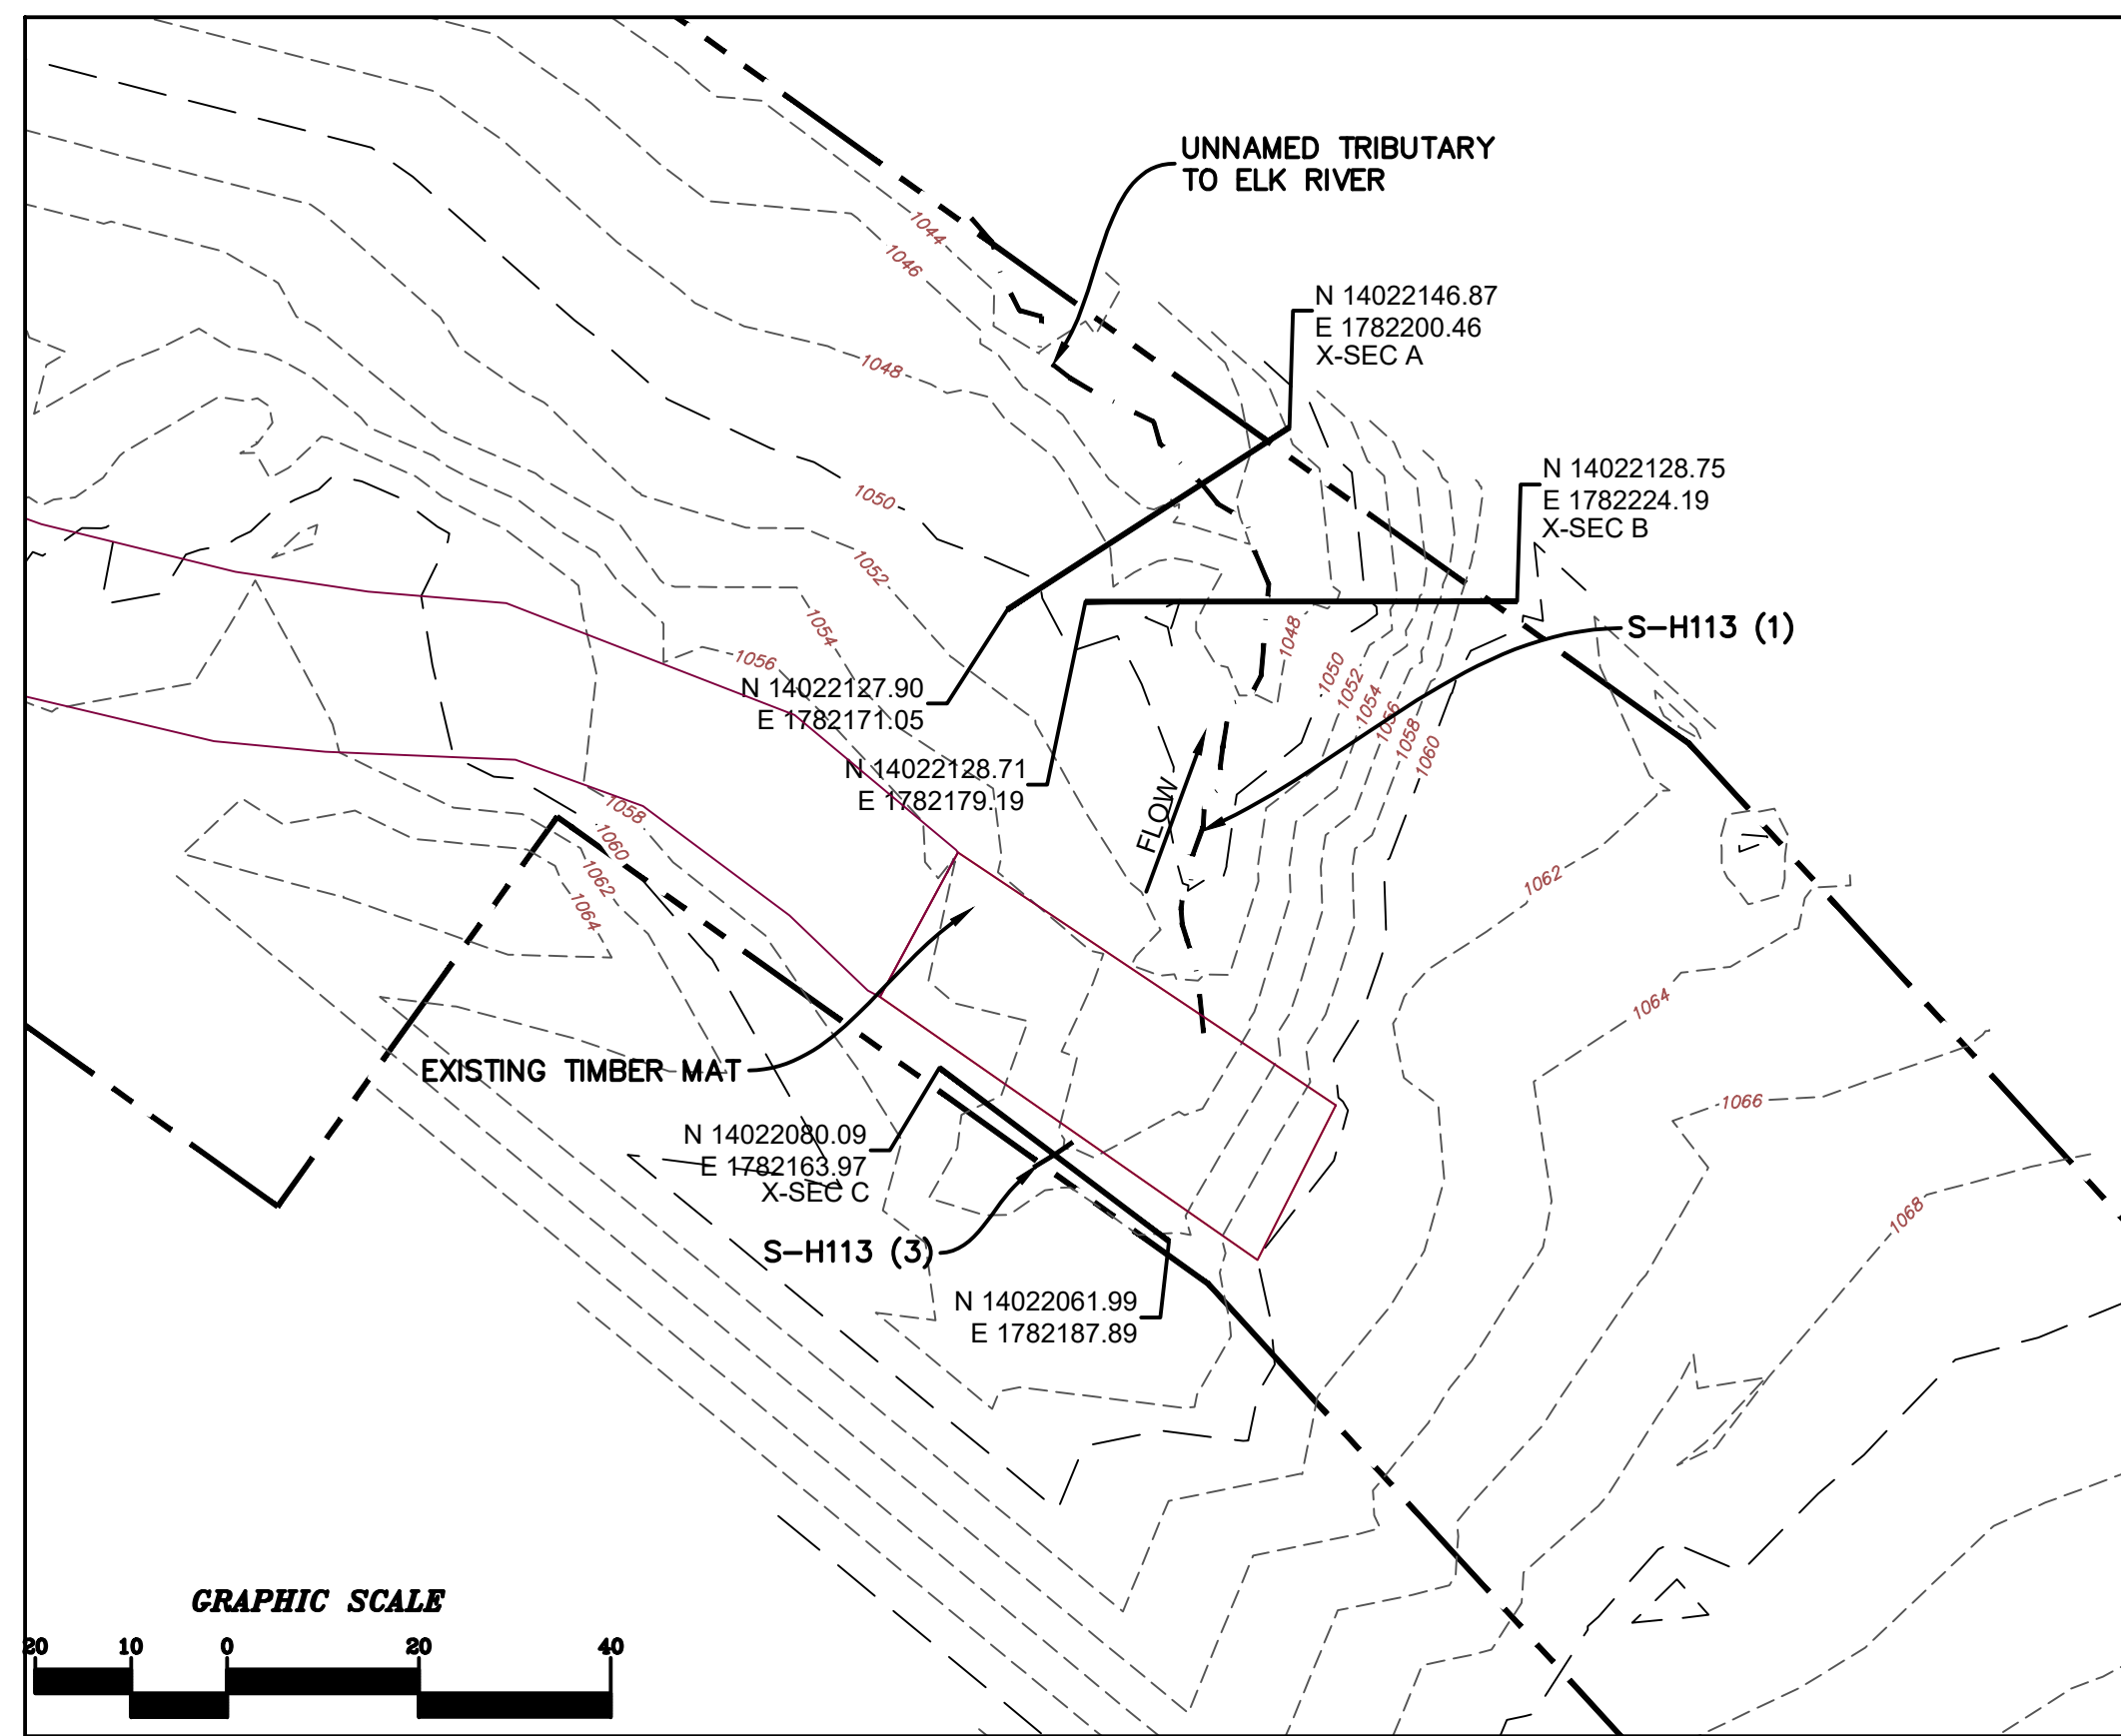 UNNAMED TRIBUTARY
TO ELK RIVER
1044
1046
N 14022146.87
E 1782200.46
X-SEC A
1048
1050
N 14022128.75
E 1782224.19
X-SEC B
1052
1054
1056
S-H113 (1)
1048
1050
1052
1054
1056
1058
1060
N 14022127.90
E 1782171.05
N 14022128.71
E 1782179.19
FLOW
1058
1060
1062
1064
1062
1064
1066
1068
EXISTING TIMBER MAT
N 14022080.09
E 1782163.97
X-SEC C
S-H113 (3)
N 14022061.99
E 1782187.89
GRAPHIC SCALE
20 10 0 20 40